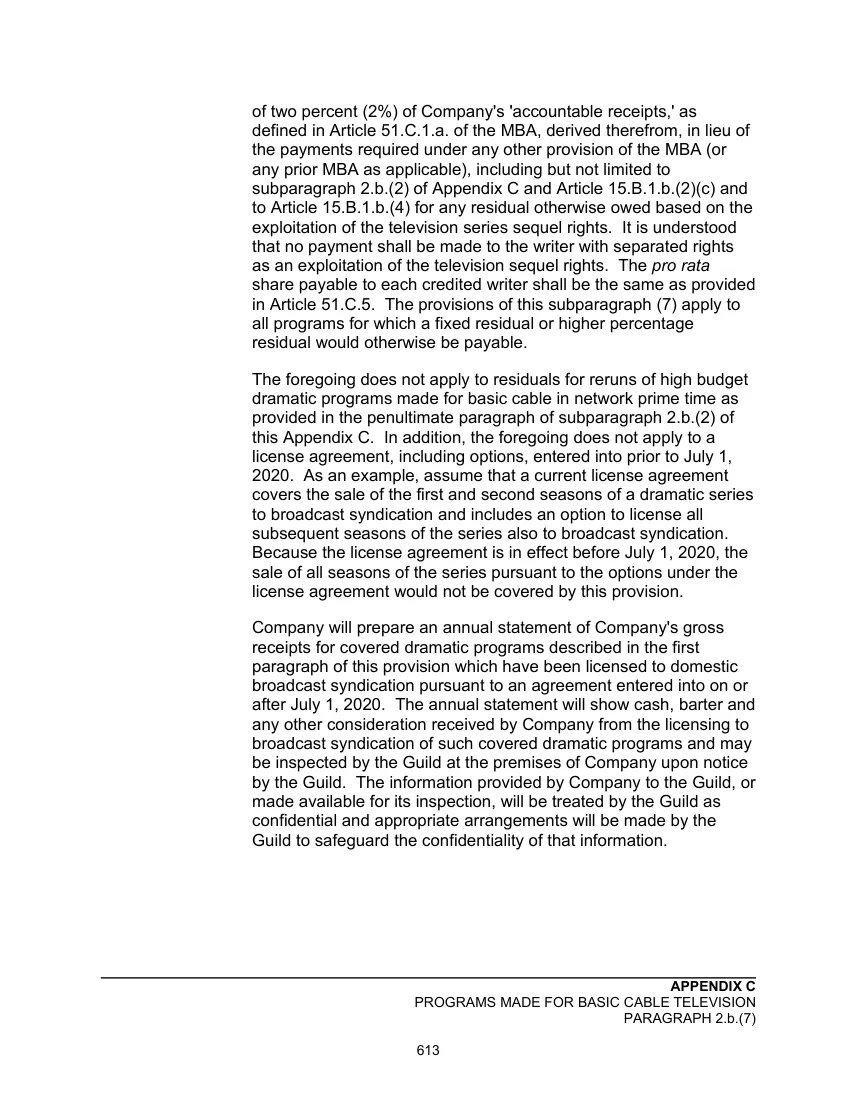 of two percent (2%) of Company's 'accountable receipts,' as
defined in Article 51.C.1.a. of the MBA, derived therefrom, in lieu of
the payments required under any other provision of the MBA (or
any prior MBA as applicable), including but not limited to
subparagraph 2.b.(2) of Appendix C and Article 15.B.1.b.(2)(c) and
to Article 15.B.1.b.(4) for any residual otherwise owed based on the
exploitation of the television series sequel rights.  It is understood
that no payment shall be made to the writer with separated rights
as an exploitation of the television sequel rights.  The pro rata
share payable to each credited writer shall be the same as provided
in Article 51.C.5.  The provisions of this subparagraph (7) apply to
all programs for which a fixed residual or higher percentage
residual would otherwise be payable.
The foregoing does not apply to residuals for reruns of high budget
dramatic programs made for basic cable in network prime time as
provided in the penultimate paragraph of subparagraph 2.b.(2) of
this Appendix C.  In addition, the foregoing does not apply to a
license agreement, including options, entered into prior to July 1,
2020.  As an example, assume that a current license agreement
covers the sale of the first and second seasons of a dramatic series
to broadcast syndication and includes an option to license all
subsequent seasons of the series also to broadcast syndication.
Because the license agreement is in effect before July 1, 2020, the
sale of all seasons of the series pursuant to the options under the
license agreement would not be covered by this provision.
Company will prepare an annual statement of Company's gross
receipts for covered dramatic programs described in the first
paragraph of this provision which have been licensed to domestic
broadcast syndication pursuant to an agreement entered into on or
after July 1, 2020.  The annual statement will show cash, barter and
any other consideration received by Company from the licensing to
broadcast syndication of such covered dramatic programs and may
be inspected by the Guild at the premises of Company upon notice
by the Guild.  The information provided by Company to the Guild, or
made available for its inspection, will be treated by the Guild as
confidential and appropriate arrangements will be made by the
Guild to safeguard the confidentiality of that information.
APPENDIX C
PROGRAMS MADE FOR BASIC CABLE TELEVISION
PARAGRAPH 2.b.(7)
613